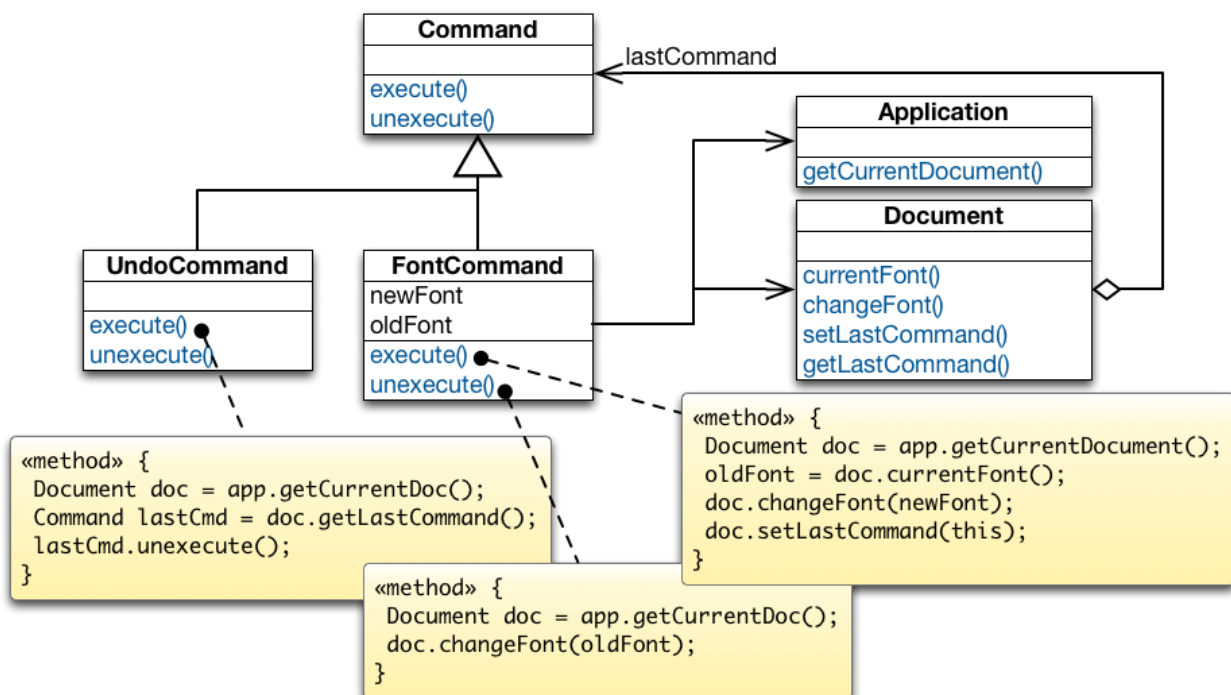 Command
execute()
unexecute()
lastCommand
Application
getCurrentDocument()
Document
currentFont()
changeFont()
setLastCommand()
getLastCommand()
UndoCommand
execute()
unexecute()
FontCommand
newFont
oldFont
execute()
unexecute()
«method» {
Document doc = app.getCurrentDoc();
Command lastCmd = doc.getLastCommand();
lastCmd.unexecute();
}
«method» {
Document doc = app.getCurrentDoc();
doc.changeFont(oldFont);
}
«method» {
Document doc = app.getCurrentDocument();
oldFont = doc.currentFont();
doc.changeFont(newFont);
doc.setLastCommand(this);
}